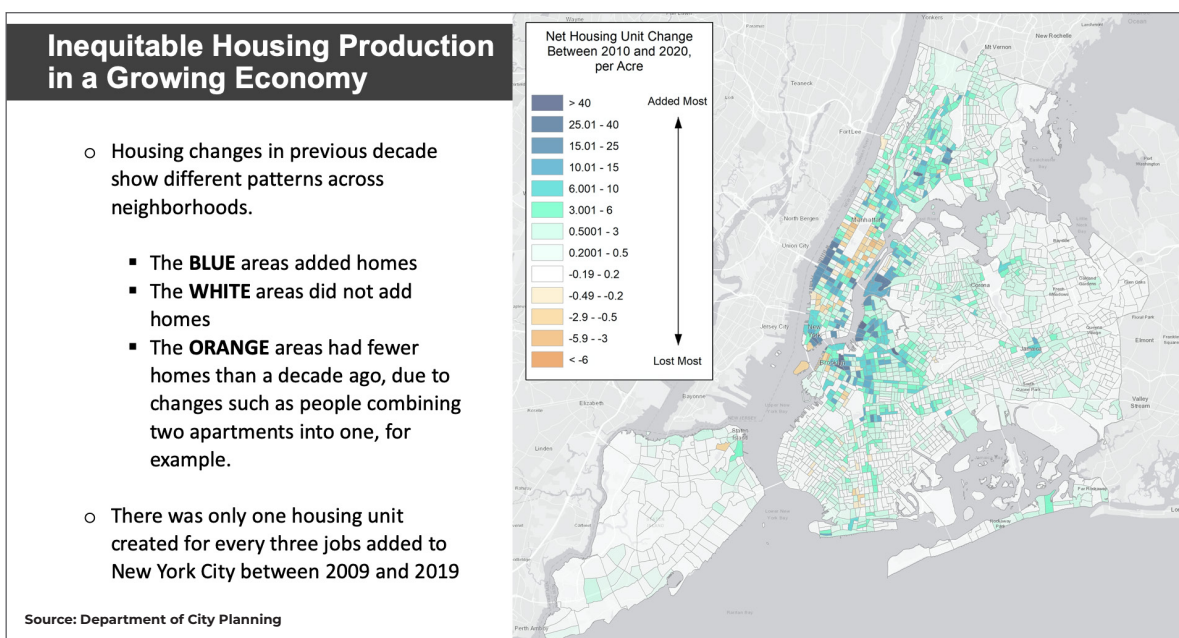 Inequitable Housing Production
in a Growing Economy
o Housing changes in previous decade
show different patterns across
neighborhoods.
▪ The BLUE areas added homes
▪ The WHITE areas did not add
homes
▪ The ORANGE areas had fewer
homes than a decade ago, due to
changes such as people combining
two apartments into one, for
example.
o There was only one housing unit
created for every three jobs added to
New York City between 2009 and 2019
Source: Department of City Planning
Net Housing Unit Change
Between 2010 and 2020,
per Acre
> 40
25.01 - 40
15.01 - 25
10.01 - 15
6.001 - 10
3.001 - 6
0.5001 - 3
0.2001 - 0.5
-0.19 - 0.2
-0.49 - -0.2
-2.9 - -0.5
-5.9 - -3
< -6
Added Most
Lost Most
Wayne
Yonkers
New Rochelle
Mt Vernon
Teaneck
Fort Lee
North Bergen
Union City
Manhattan
Jersey City
New
Corona
Jamaica
Elmont
Valley
Stream
Bayonne
Elizabeth
Linden
Staten
Island
Perth Amboy